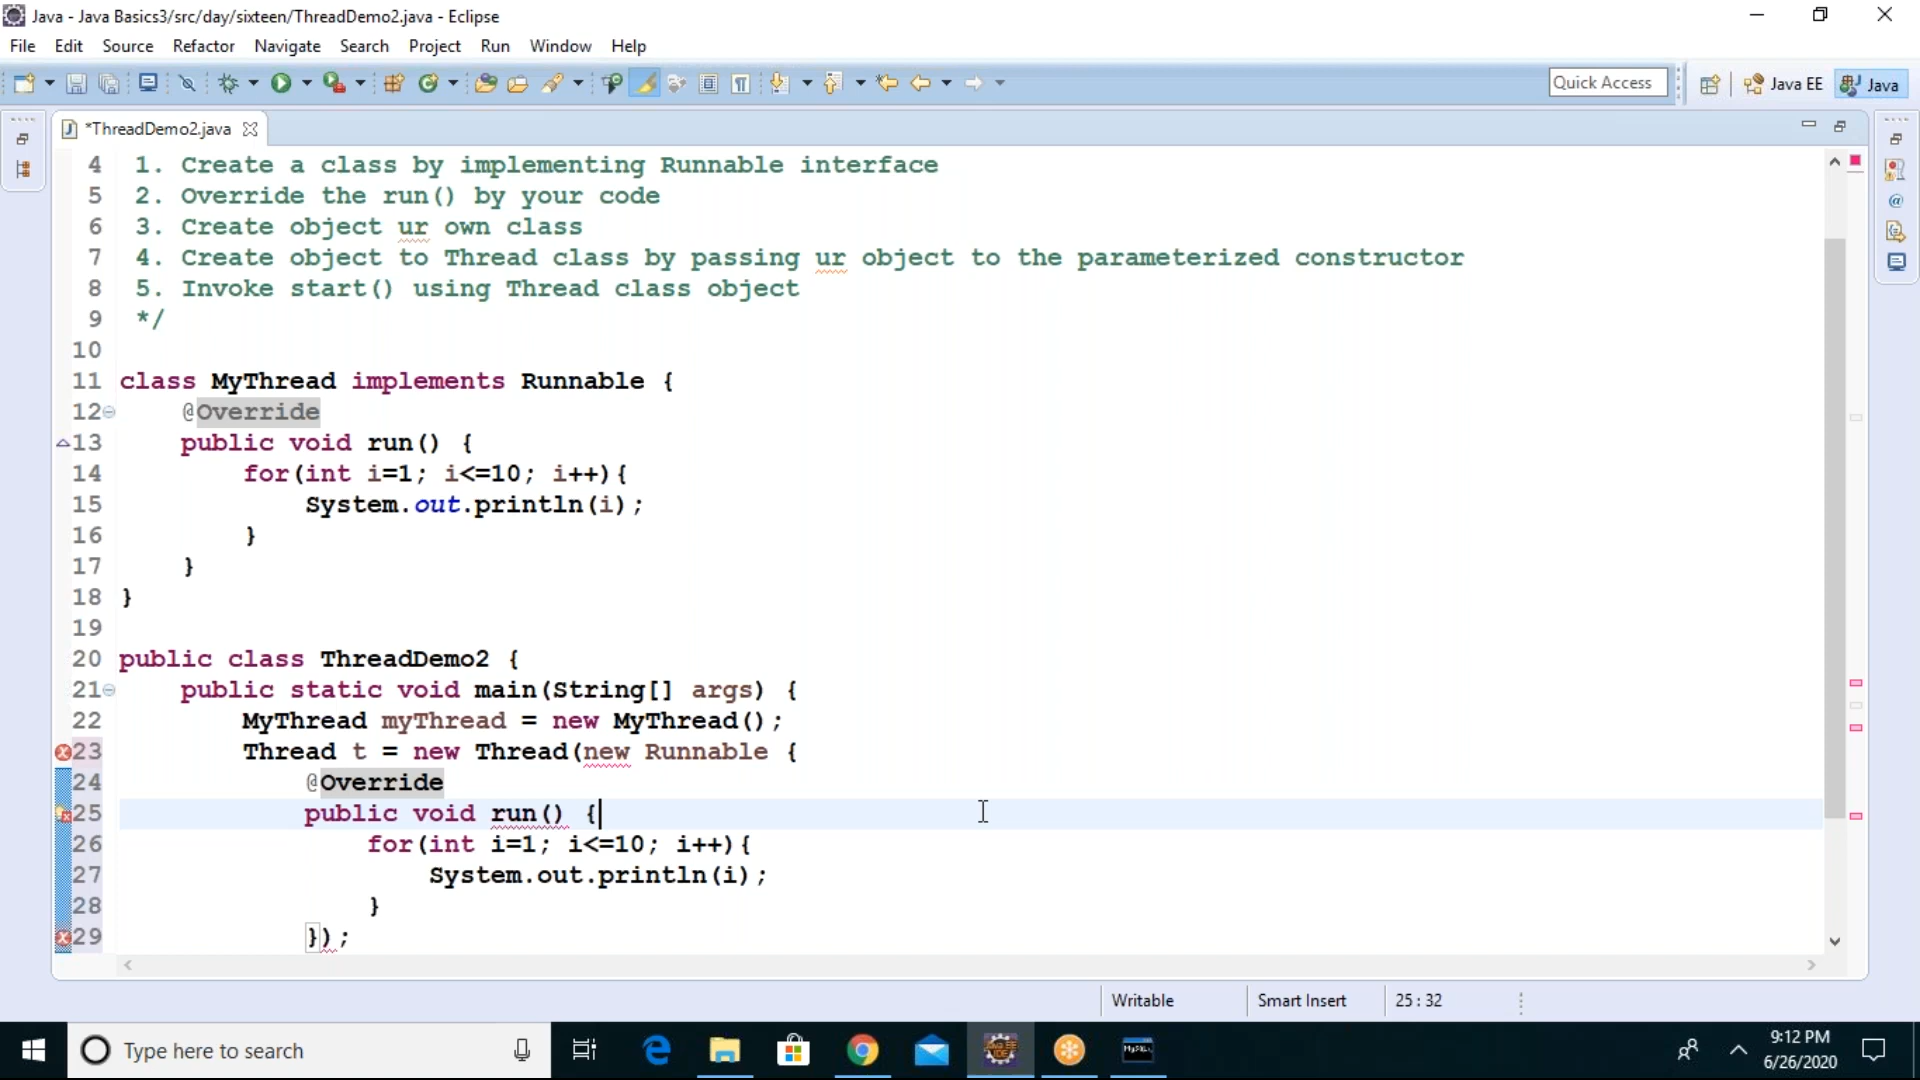 Java - Java Basics3/src/day/sixteen/ThreadDemo2.java - Eclipse
File Edit Source Refactor Navigate Search Project Run Window Help
Quick Access Java EE Java
*ThreadDemo2.java
4 1. Create a class by implementing Runnable interface
5 2. Override the run() by your code
6 3. Create object ur own class
7 4. Create object to Thread class by passing ur object to the parameterized constructor
8 5. Invoke start() using Thread class object
9 */
10
11 class MyThread implements Runnable {
12 @Override
13 public void run() {
14 for(int i=1; i<=10; i++){
15 System.out.println(i);
16 }
17 }
18 }
19
20 public class ThreadDemo2 {
21 public static void main(String[] args) {
22 MyThread myThread = new MyThread();
23 Thread t = new Thread(new Runnable {
24 @Override
25 public void run() {
26 for(int i=1; i<=10; i++){
27 System.out.println(i);
28 }
29 });
Writable Smart Insert 25:32
Type here to search
9:12 PM
6/26/2020